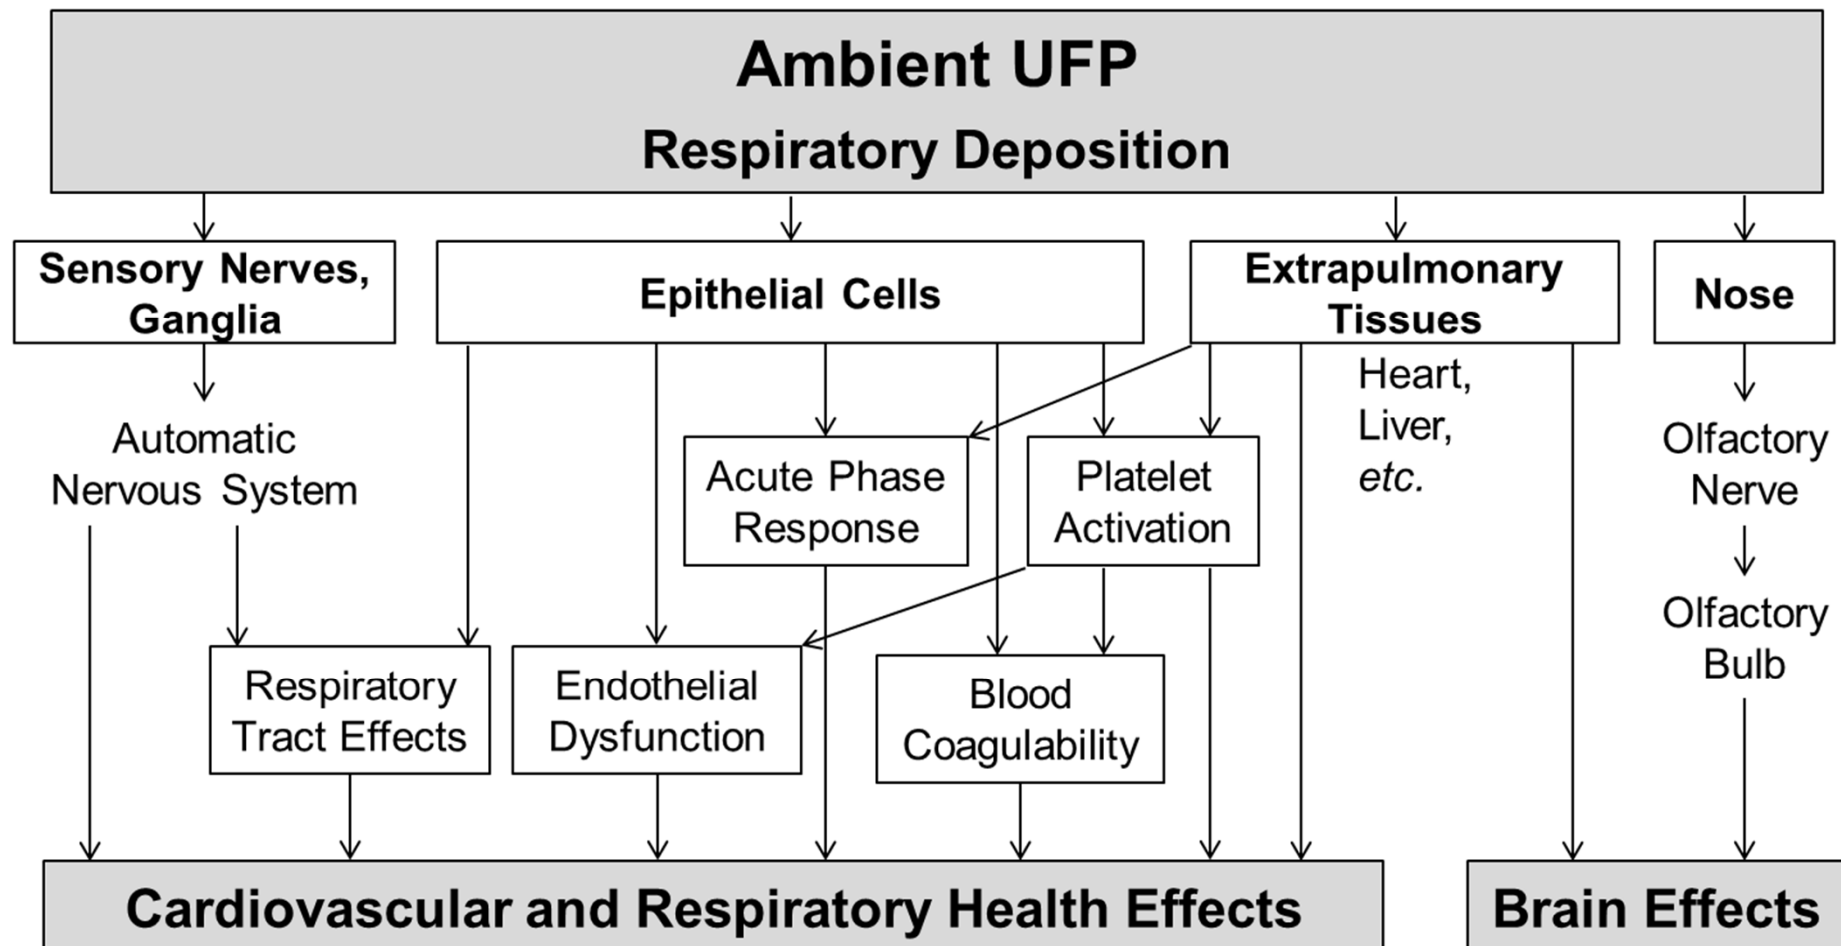 Ambient UFP
Respiratory Deposition
Sensory Nerves,
Ganglia
Epithelial Cells
Extrapulmonary
Tissues
Nose
Heart,
Liver,
etc.
Automatic
Nervous System
Acute Phase
Response
Platelet
Activation
Olfactory
Nerve
Olfactory
Bulb
Respiratory
Tract Effects
Endothelial
Dysfunction
Blood
Coagulability
Cardiovascular and Respiratory Health Effects
Brain Effects